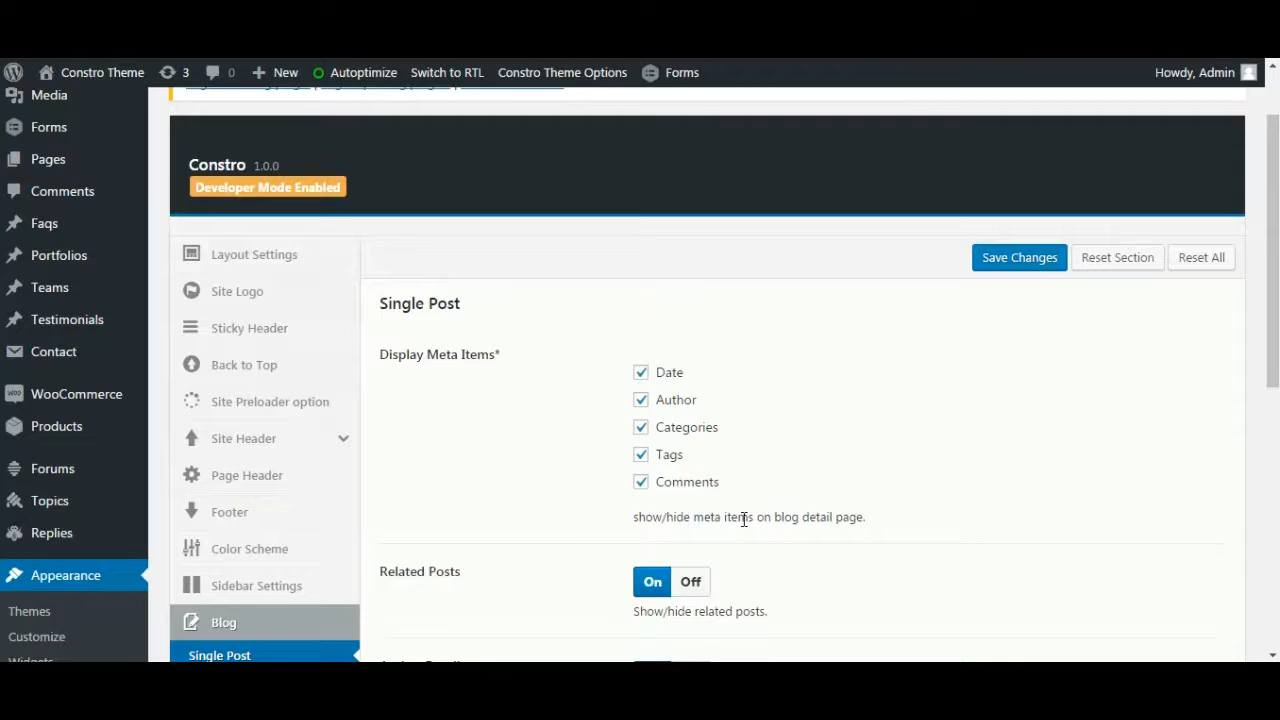 Constro Theme 3 0 New Autoptimize Switch to RTL Constro Theme Options Forms Howdy, Admin
Media
Forms
Pages
Comments
Faqs
Portfolios
Teams
Testimonials
Contact
WooCommerce
Products
Forums
Topics
Replies
Appearance
Themes
Customize
Constro 1.0.0
Developer Mode Enabled
Layout Settings
Site Logo
Sticky Header
Back to Top
Site Preloader option
Site Header
Page Header
Footer
Color Scheme
Sidebar Settings
Blog
Single Post
Save Changes Reset Section Reset All
Single Post
Display Meta Items*
Date
Author
Categories
Tags
Comments
show/hide meta items on blog detail page.
Related Posts
On Off
Show/hide related posts.